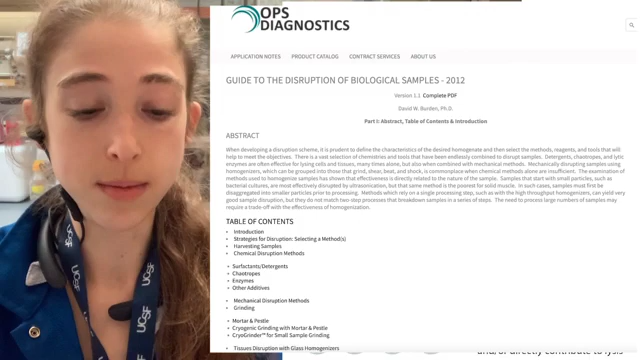 OPS
DIAGNOSTICS
APPLICATION NOTES PRODUCT CATALOG CONTRACT SERVICES ABOUT US
GUIDE TO THE DISRUPTION OF BIOLOGICAL SAMPLES - 2012
Version 1.1 Complete PDF
David W. Burden, Ph.D.
Part I: Abstract, Table of Contents & Introduction
ABSTRACT
When developing a disruption scheme, it is prudent to define the characteristics of the desired homogenate and then select the methods, reagents, and tools that will
help to meet the objectives. There is a vast selection of chemistries and tools that have been endlessly combined to disrupt samples. Detergents, chaotropes, and lytic
enzymes are often effective for lysing cells and tissues, many times alone, but also when combined with mechanical methods. Mechanically disrupting samples using
homogenizers, which can be grouped into those that grind, shear, beat, and shock, is commonplace when chemical methods alone are insufficient. The examination of
methods used to homogenize samples has shown that effectiveness is directly related to the nature of the sample. Samples that start with small particles, such as
bacterial cultures, are most effectively disrupted by ultrasonication, but that same method is the poorest for solid muscle. In such cases, samples must first be
disaggregated into smaller particles prior to processing. Methods which rely on a single processing step, such as with the high throughput homogenizers, can yield very
good sample disruption, but they do not match two-step processes that breakdown samples in a series of steps. The need to process large numbers of samples may
require a trade-off with the effectiveness of homogenization.
TABLE OF CONTENTS
• Introduction
• Strategies for Disruption: Selecting a Method(s)
• Harvesting Samples
• Chemical Disruption Methods
◦ Surfactants/Detergents
◦ Chaotropes
◦ Enzymes
◦ Other Additives
• Mechanical Disruption Methods
• Grinding
◦ Mortar & Pestle
◦ Cryogenic Grinding with Mortar & Pestle
◦ CryoGrinder™ for Small Sample Grinding
• Tissues Disruption with Glass Homogenizers
and/or directly contribute to lysis
UCSF
UCSF
UCSF
UCSF